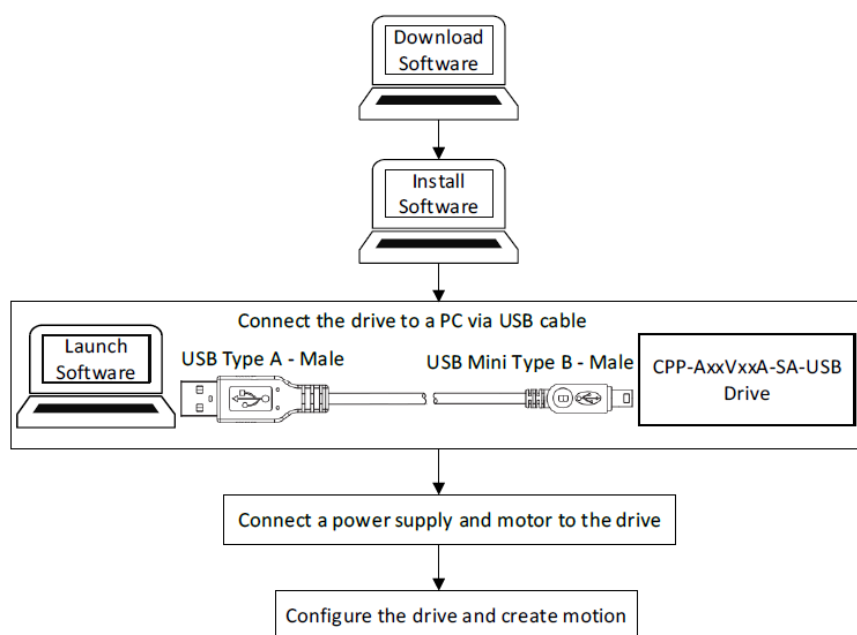 Download
Software
Install
Software
Connect the drive to a PC via USB cable
Launch
Software
USB Type A - Male
USB Mini Type B - Male
CPP-AxxVxxA-SA-USB
Drive
Connect a power supply and motor to the drive
Configure the drive and create motion